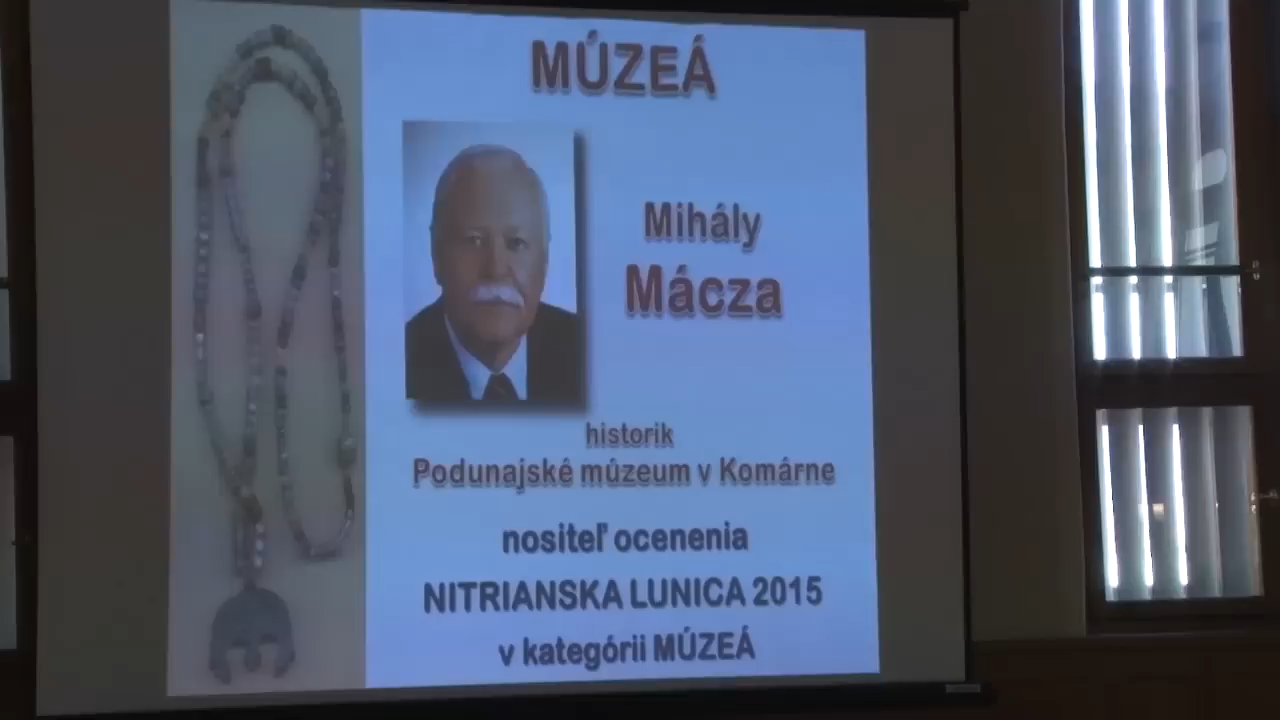 MÚZEÁ
Mihály
Mácza
historik
Podunajské múzeum v Komárne
nositeľ ocenenia
NITRIANSKA LUNICA 2015
v kategórii MÚZEÁ